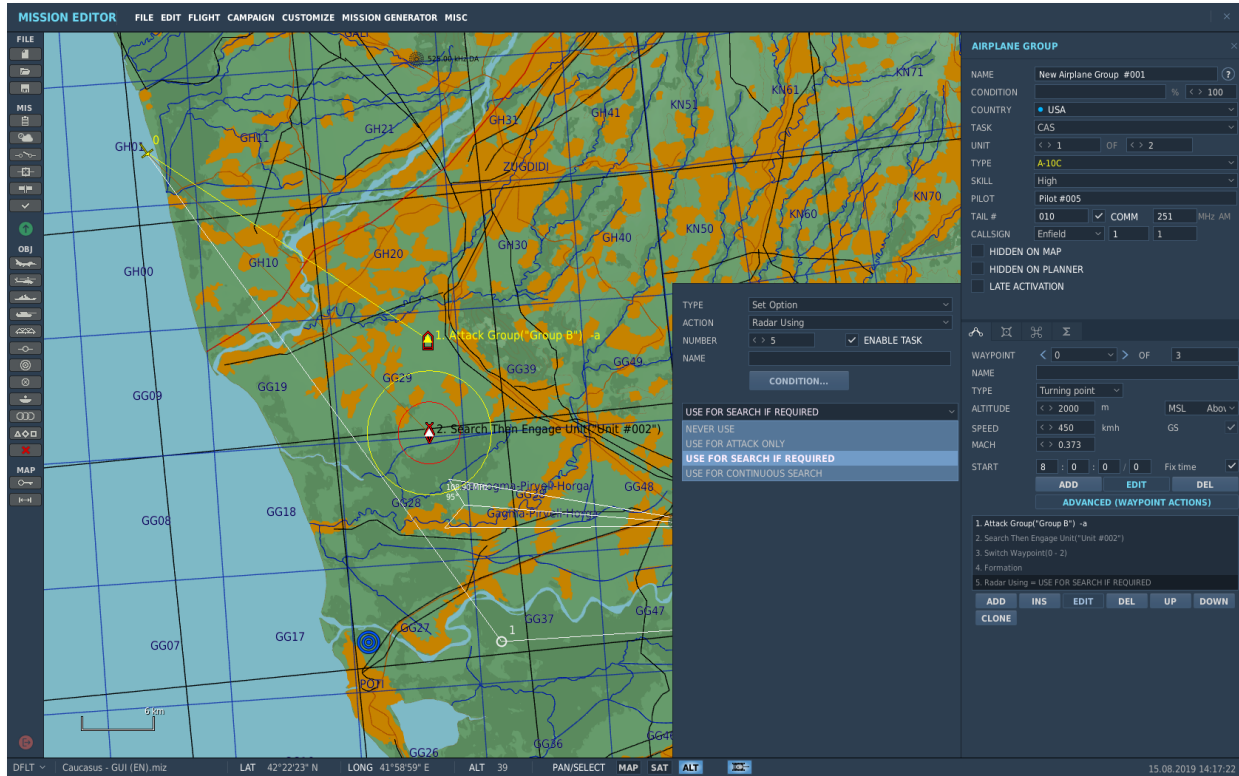 MISSION EDITOR FILE EDIT FLIGHT CAMPAIGN CUSTOMIZE MISSION GENERATOR MISC
FILE
MIS
OBJ
MAP
525.00 kHz DA
KN71
KN61
KN51
GH41
GH31
GH21
GH11
GH01
0
ZUGDIDI
KN70
KN60
KN50
GH40
GH30
GH20
GH10
GH00
1. Attack Group("Group B") -a
GG49
GG39
GG29
GG19
GG09
2. Search Then Engage Unit("Unit #002")
GG48
GG28
GG18
GG08
95°
GG47
GG37
GG27
GG17
GG07
1
POTI
6 km
GG36
GG26
TYPE Set Option
ACTION Radar Using
NUMBER < > 5 ENABLE TASK
NAME
CONDITION...
USE FOR SEARCH IF REQUIRED
NEVER USE
USE FOR ATTACK ONLY
USE FOR SEARCH IF REQUIRED
USE FOR CONTINUOUS SEARCH
AIRPLANE GROUP
NAME New Airplane Group #001 ?
CONDITION % < > 100
COUNTRY USA
TASK CAS
UNIT < > 1 OF < > 2
TYPE A-10C
SKILL High
PILOT Pilot #005
TAIL # 010 COMM 251 MHz AM
CALLSIGN Enfield 1 1
HIDDEN ON MAP
HIDDEN ON PLANNER
LATE ACTIVATION
WAYPOINT < 0 > OF 3
NAME
TYPE Turning point
ALTITUDE < > 2000 m MSL Abov
SPEED < > 450 kmh GS
MACH < > 0.373
START 8 : 0 : 0 / 0 Fix time
ADD EDIT DEL
ADVANCED (WAYPOINT ACTIONS)
1. Attack Group("Group B") -a
2. Search Then Engage Unit("Unit #002")
3. Switch Waypoint(0 - 2)
4. Formation
5. Radar Using = USE FOR SEARCH IF REQUIRED
ADD INS EDIT DEL UP DOWN
CLONE
DFLT Caucasus - GUI (EN).miz LAT 42°22'23" N LONG 41°58'59" E ALT 39 PAN/SELECT MAP SAT ALT 15.08.2019 14:17:22